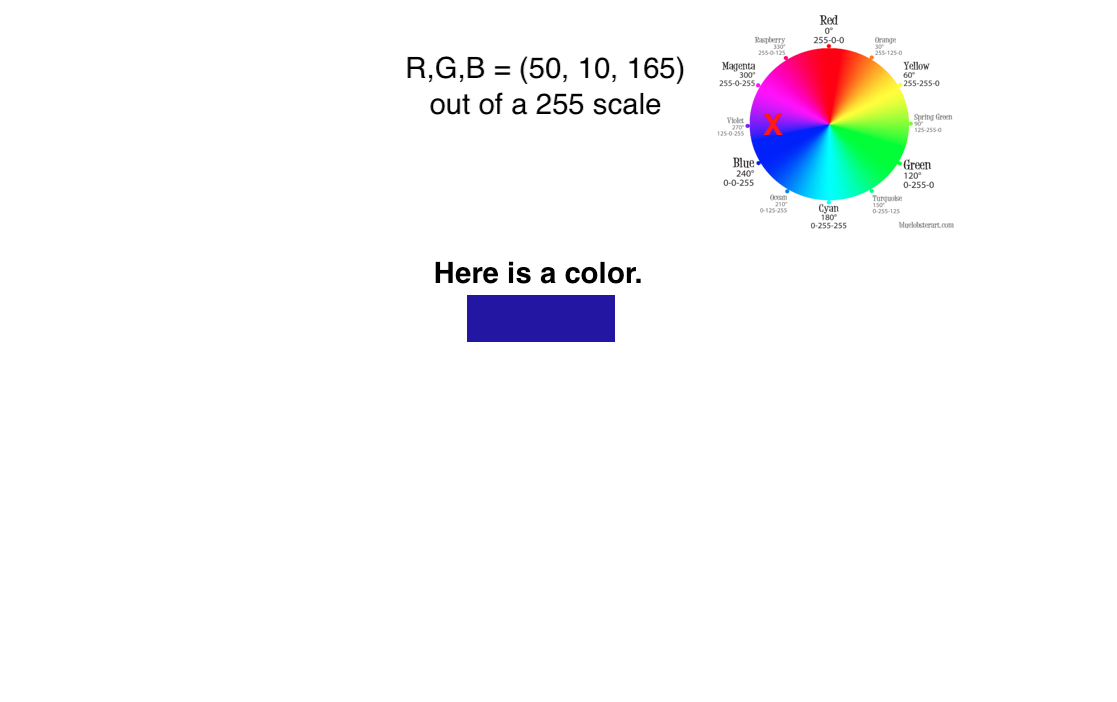 R,G,B = (50, 10, 165)
out of a 255 scale
Red
0°
255-0-0
Orange
30°
255-125-0
Yellow
60°
255-255-0
Spring Green
90°
125-255-0
Green
120°
0-255-0
Turquoise
150°
0-255-125
Cyan
180°
0-255-255
Ocean
210°
0-125-255
Blue
240°
0-0-255
Violet
270°
125-0-255
Magenta
300°
255-0-255
Raspberry
330°
255-0-125
X
bluelobsterart.com
Here is a color.